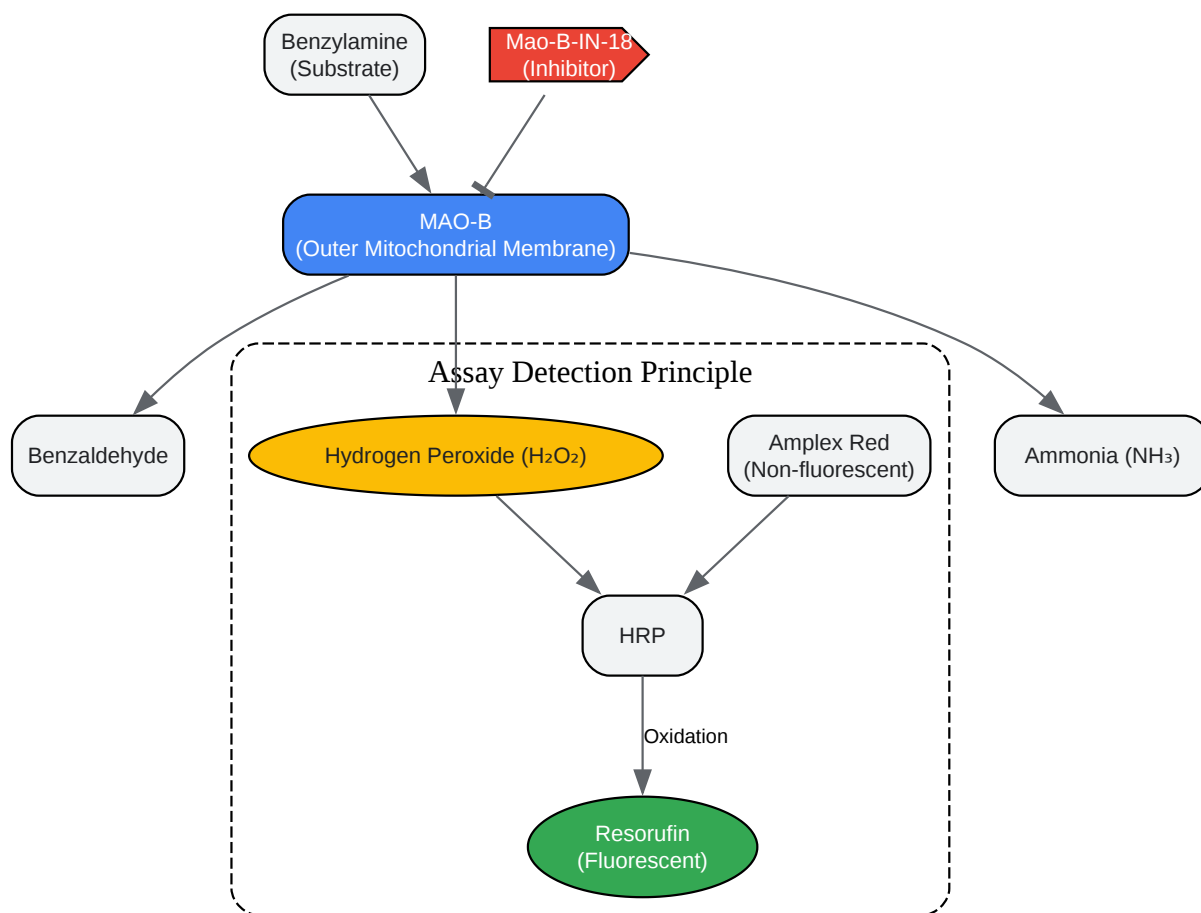 Benzylamine
(Substrate)
Mao-B-IN-18
(Inhibitor)
MAO-B
(Outer Mitochondrial Membrane)
Assay Detection Principle
Benzaldehyde
Hydrogen Peroxide (H₂O₂)
Amplex Red
(Non-fluorescent)
Ammonia (NH₃)
HRP
Oxidation
Resorufin
(Fluorescent)